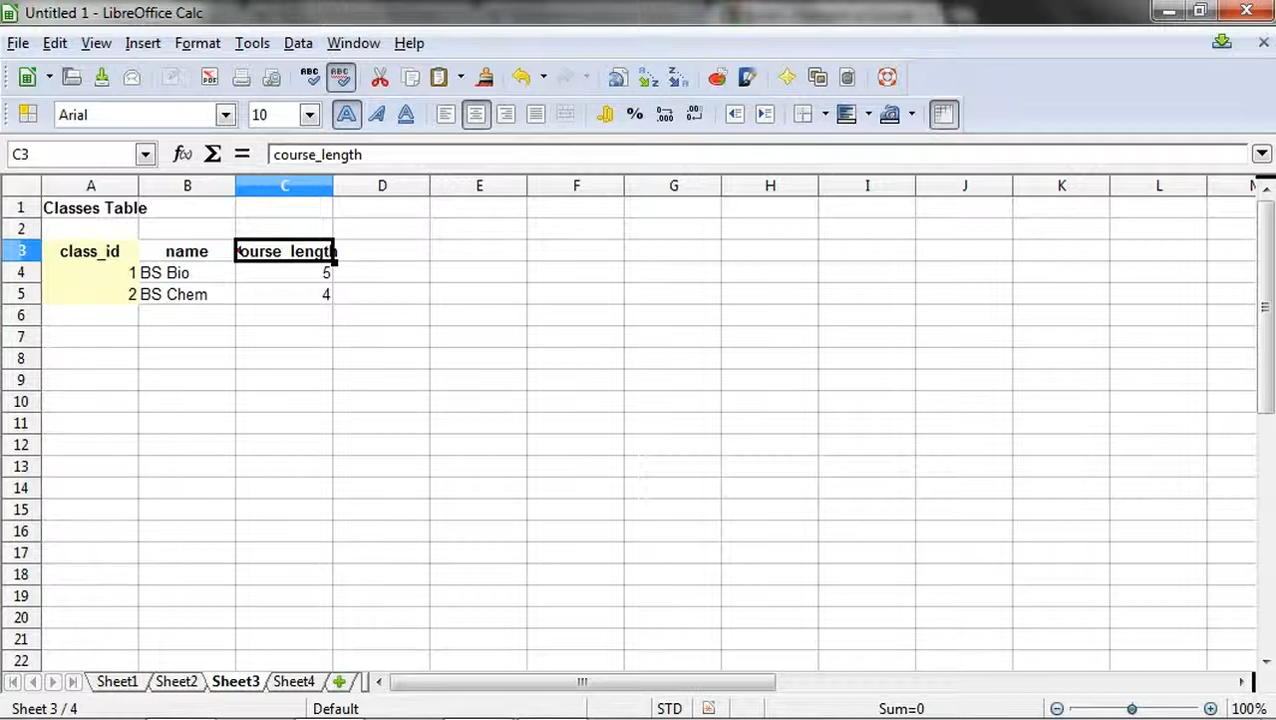 Untitled 1 - LibreOffice Calc
File Edit View Insert Format Tools Data Window Help
PDF ABC ABC
Arial 10 A A A % 
C3 f(x) Σ = course_length
A B C D E F G H I J K L M
1 Classes Table
2
3 class_id name course_length
4 1 BS Bio 5
5 2 BS Chem 4
6
7
8
9
10
11
12
13
14
15
16
17
18
19
20
21
22
Sheet1 Sheet2 Sheet3 Sheet4
Sheet 3 / 4 Default STD Sum=0 100%